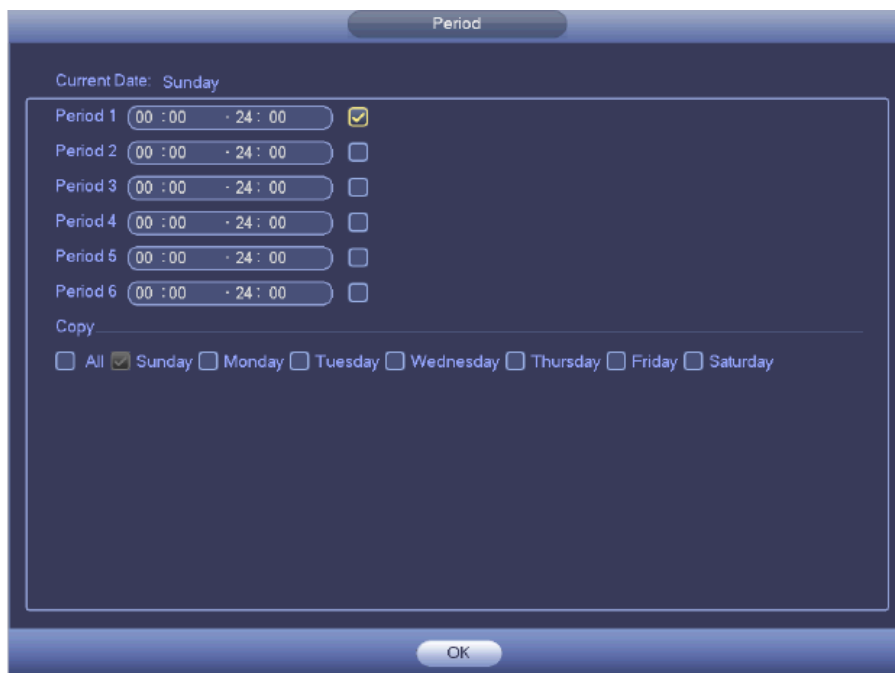 Period
Current Date: Sunday
Period 1 00 :00 - 24 : 00
Period 2 00 :00 - 24 : 00
Period 3 00 :00 - 24 : 00
Period 4 00 :00 - 24 : 00
Period 5 00 :00 - 24 : 00
Period 6 00 :00 - 24 : 00
Copy
All Sunday Monday Tuesday Wednesday Thursday Friday Saturday
OK